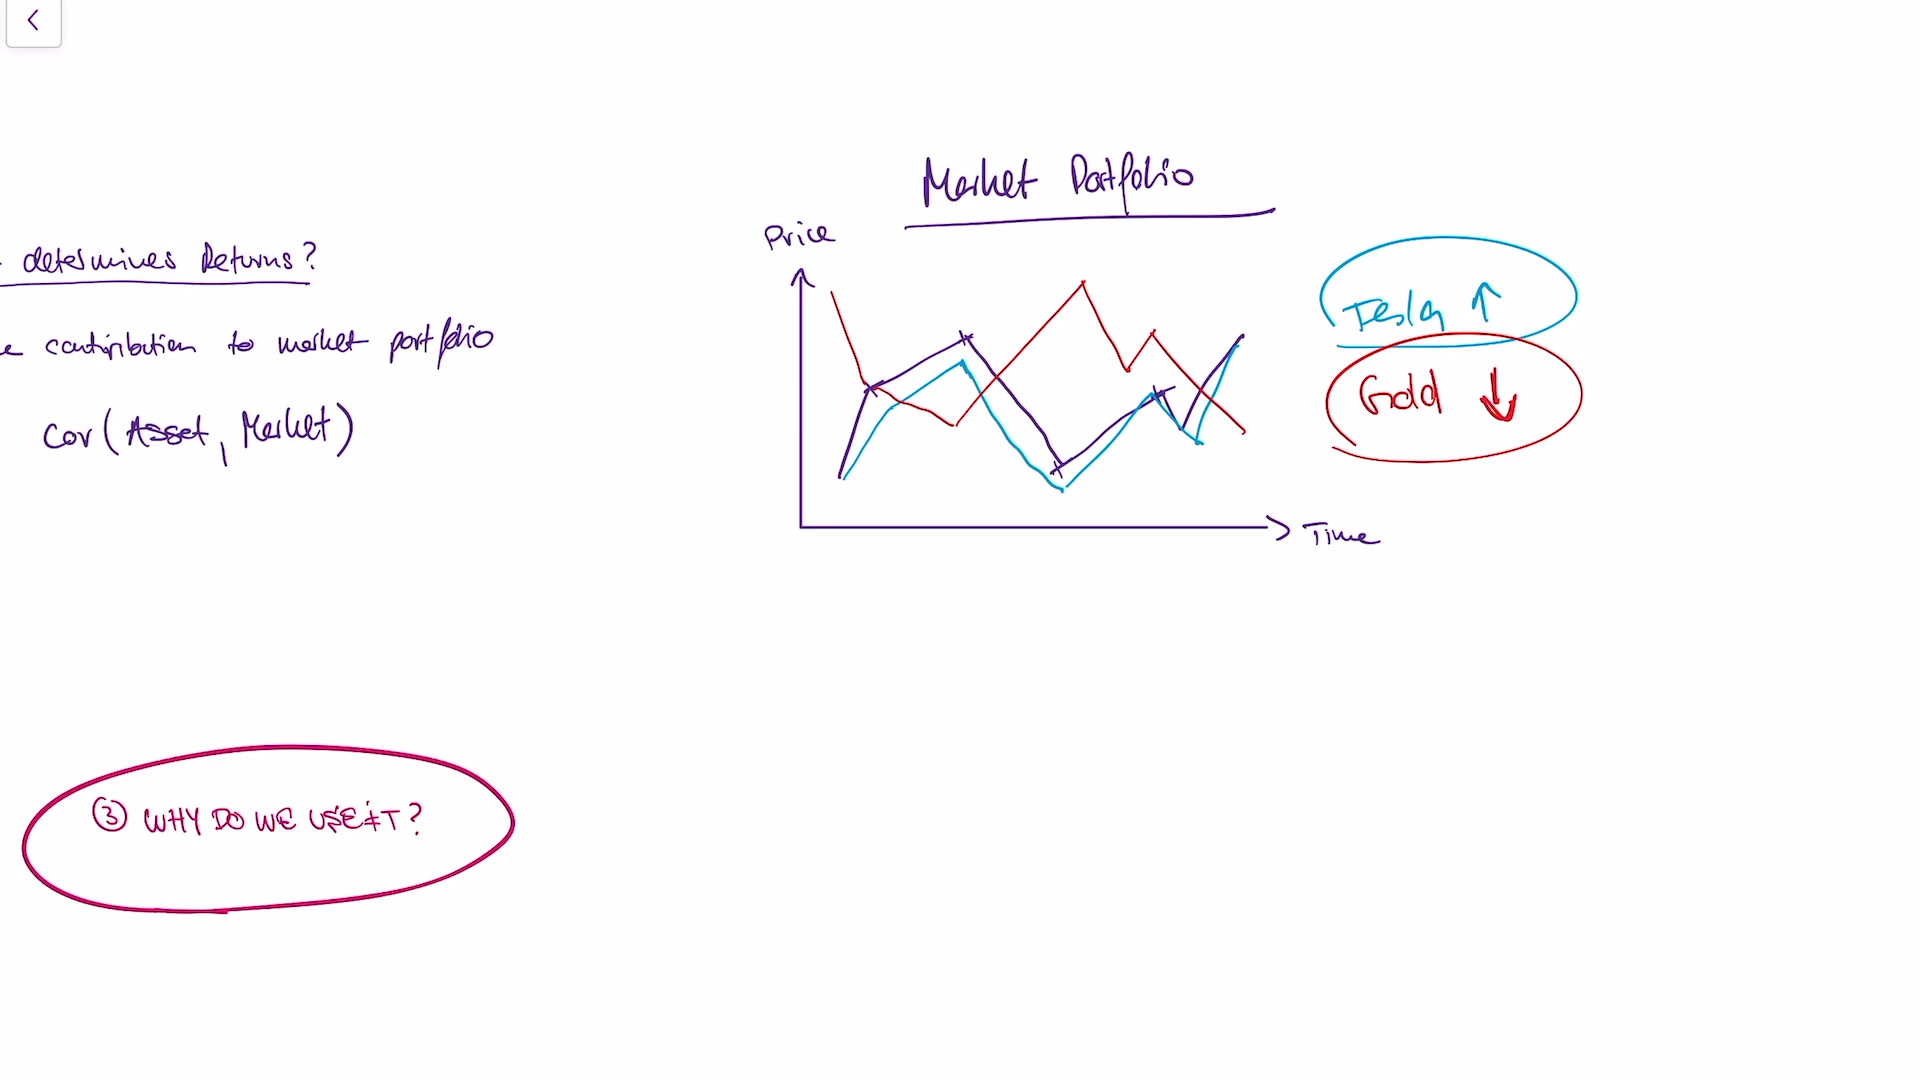 determines Returns?
contribution to market portfolio
Cov (Asset, Market)
③ WHY DO WE USE IT?
Market Portfolio
Price
Time
Tesla ↑
Gold ↓